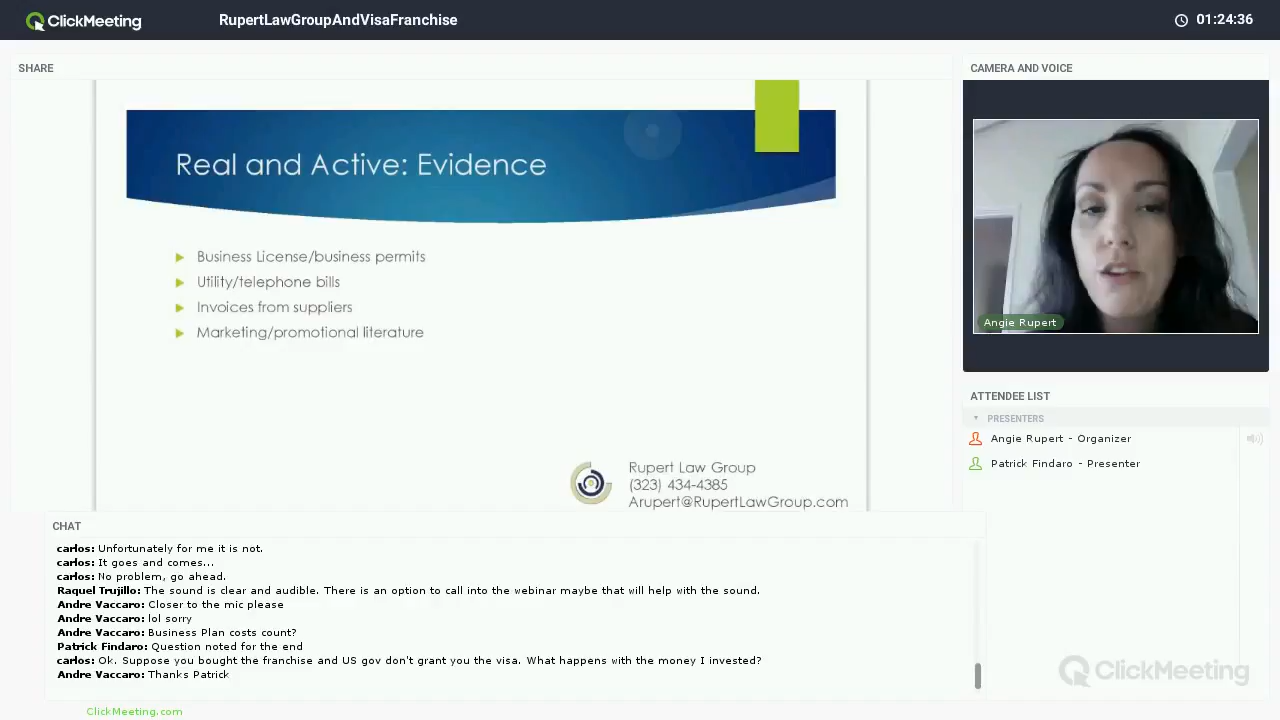 ClickMeeting
RupertLawGroupAndVisaFranchise
01:24:36
SHARE
Real and Active: Evidence
Business License/business permits
Utility/telephone bills
Invoices from suppliers
Marketing/promotional literature
Rupert Law Group
(323) 434-4385
Arupert@RupertLawGroup.com
CAMERA AND VOICE
Angie Rupert
ATTENDEE LIST
PRESENTERS
Angie Rupert - Organizer
Patrick Findaro - Presenter
CHAT
carlos: Unfortunately for me it is not.
carlos: It goes and comes...
carlos: No problem, go ahead.
Raquel Trujillo: The sound is clear and audible. There is an option to call into the webinar maybe that will help with the sound.
Andre Vaccaro: Closer to the mic please
Andre Vaccaro: lol sorry
Andre Vaccaro: Business Plan costs count?
Patrick Findaro: Question noted for the end
carlos: Ok. Suppose you bought the franchise and US gov don't grant you the visa. What happens with the money I invested?
Andre Vaccaro: Thanks Patrick
ClickMeeting
ClickMeeting.com